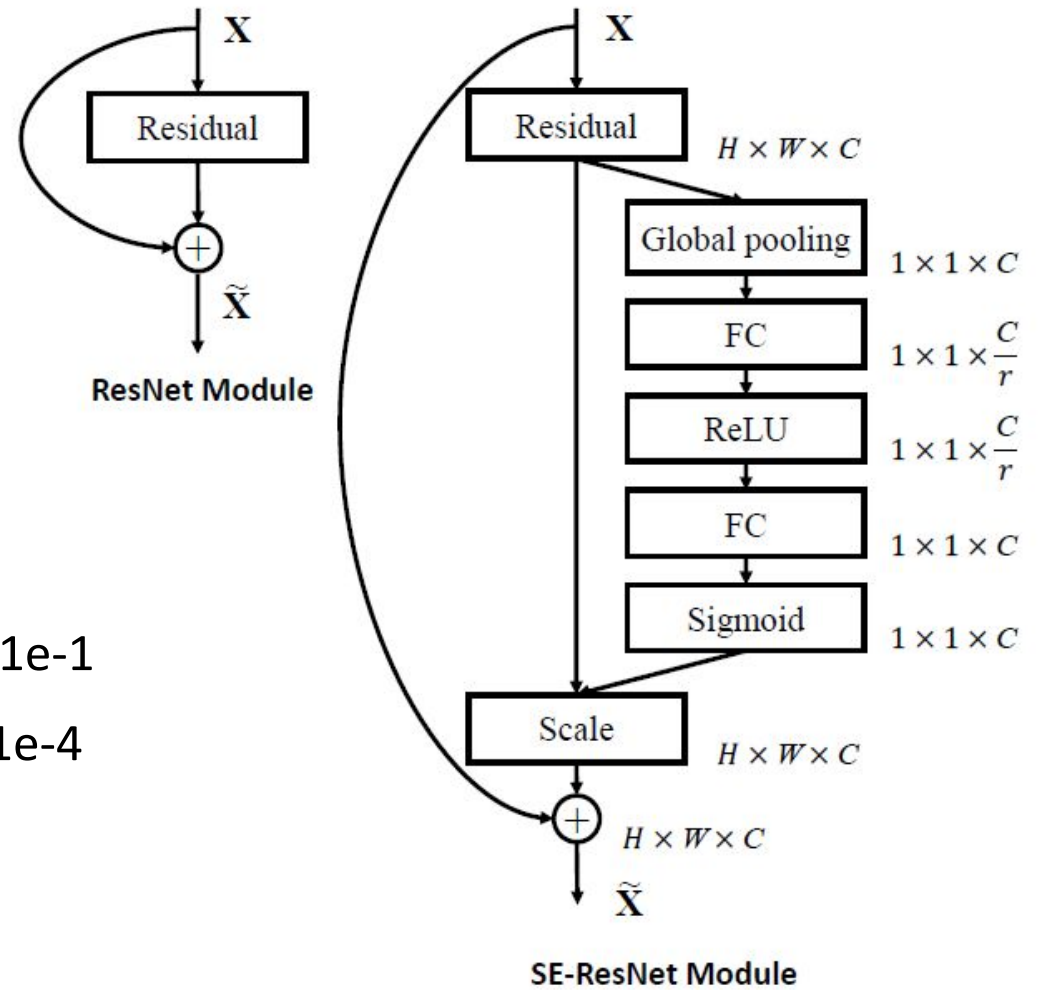 X
Residual
+
X̃
ResNet Module
1e-1
1e-4
X
Residual
H × W × C
Global pooling
1 × 1 × C
FC
1 × 1 × C/r
ReLU
1 × 1 × C/r
FC
1 × 1 × C
Sigmoid
1 × 1 × C
Scale
H × W × C
+
H × W × C
X̃
SE-ResNet Module